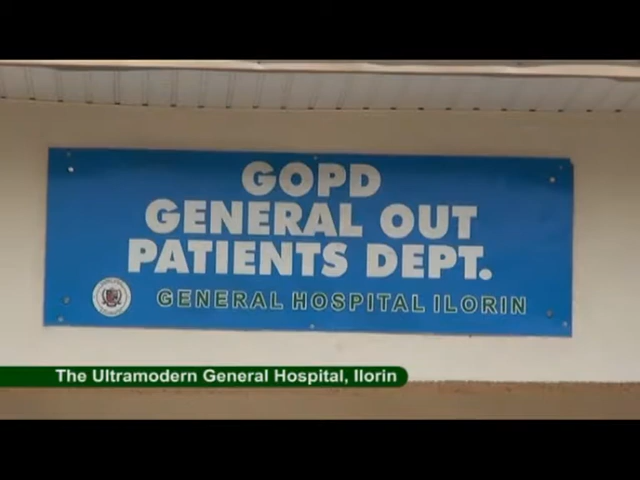 GOPD
GENERAL OUT
PATIENTS DEPT.
GENERAL HOSPITAL ILORIN
The Ultramodern General Hospital, Ilorin